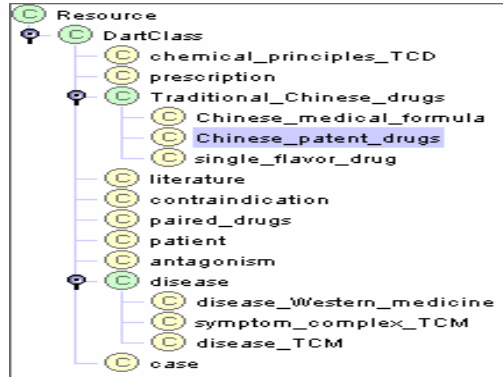 Resource
DartClass
chemical_principles_TCD
prescription
Traditional_Chinese_drugs
Chinese_medical_formula
Chinese_patent_drugs
single_flavor_drug
literature
contraindication
paired_drugs
patient
antagonism
disease
disease_Western_medicine
symptom_complex_TCM
disease_TCM
case